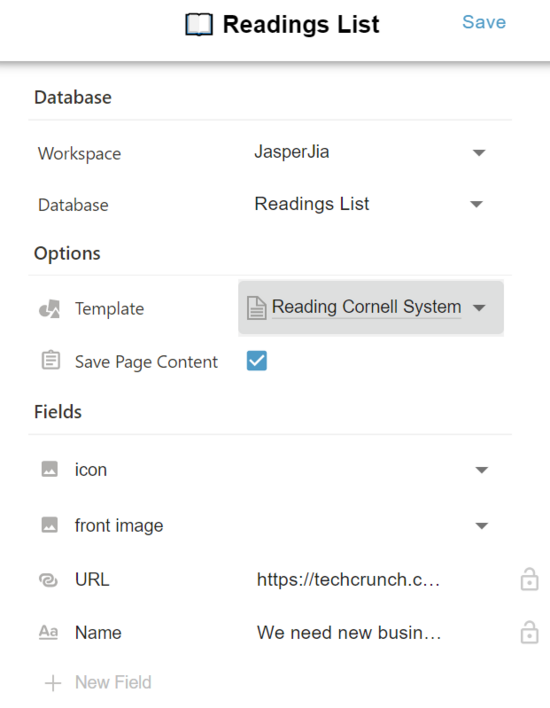 Readings List
Save
Database
Workspace JasperJia
Database Readings List
Options
Template Reading Cornell System
Save Page Content
Fields
icon
front image
URL https://techcrunch.c...
Aa Name We need new busin...
New Field